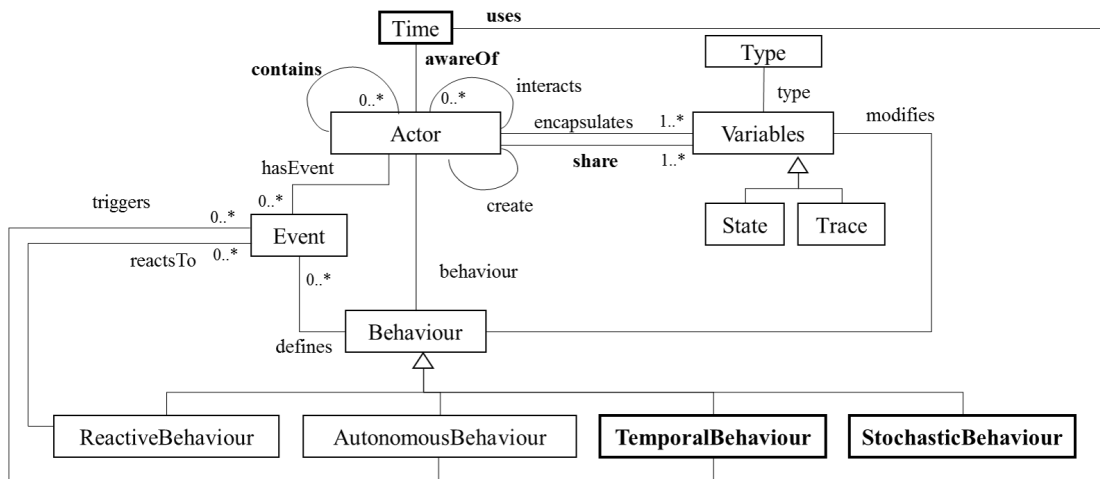 uses
Time
contains
awareOf
Type
0..*
0..*
interacts
type
Actor
encapsulates
1..*
Variables
modifies
share
1..*
hasEvent
create
triggers
0..*
0..*
State
Trace
Event
reactsTo
0..*
0..*
behaviour
Behaviour
defines
ReactiveBehaviour
AutonomousBehaviour
TemporalBehaviour
StochasticBehaviour